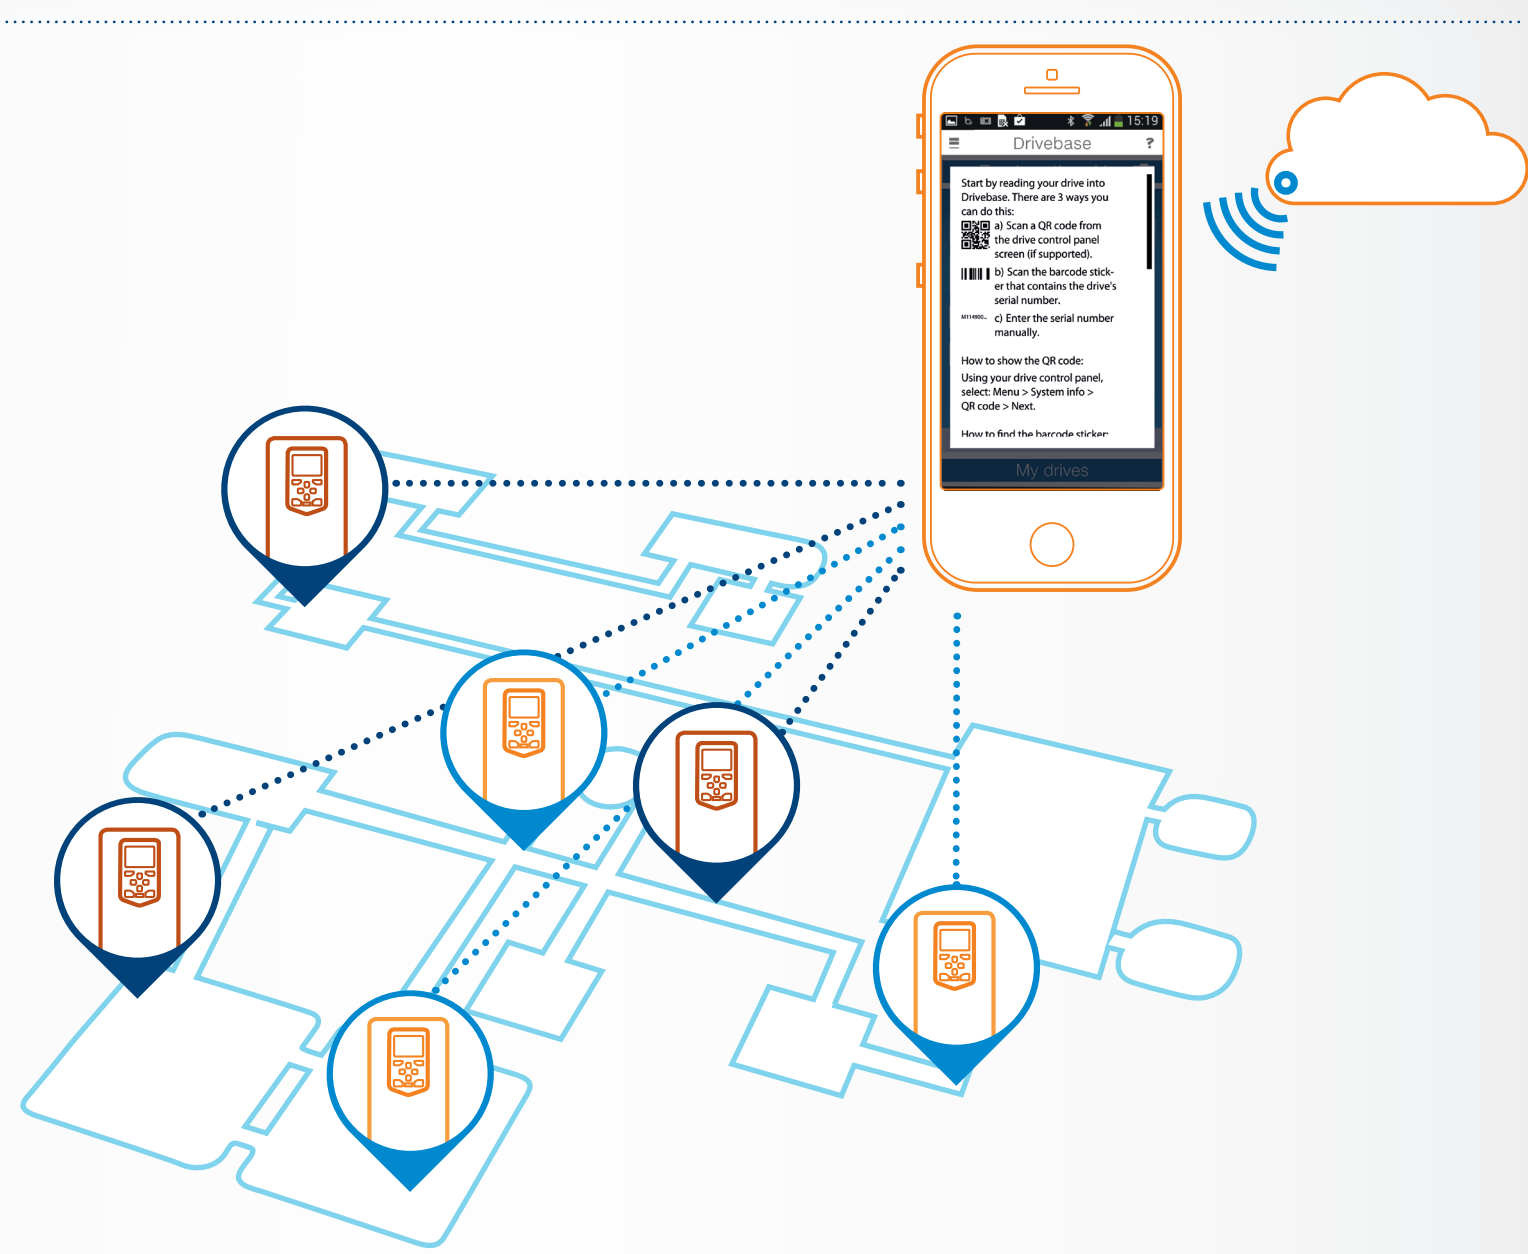 15:19
Drivebase ?
Start by reading your drive into
Drivebase. There are 3 ways you
can do this:
a) Scan a QR code from
the drive control panel
screen (if supported).
b) Scan the barcode stick-
er that contains the drive's
serial number.
c) Enter the serial number
manually.
How to show the QR code:
Using your drive control panel,
select: Menu > System info >
QR code > Next.
How to find the barcode sticker:
My drives